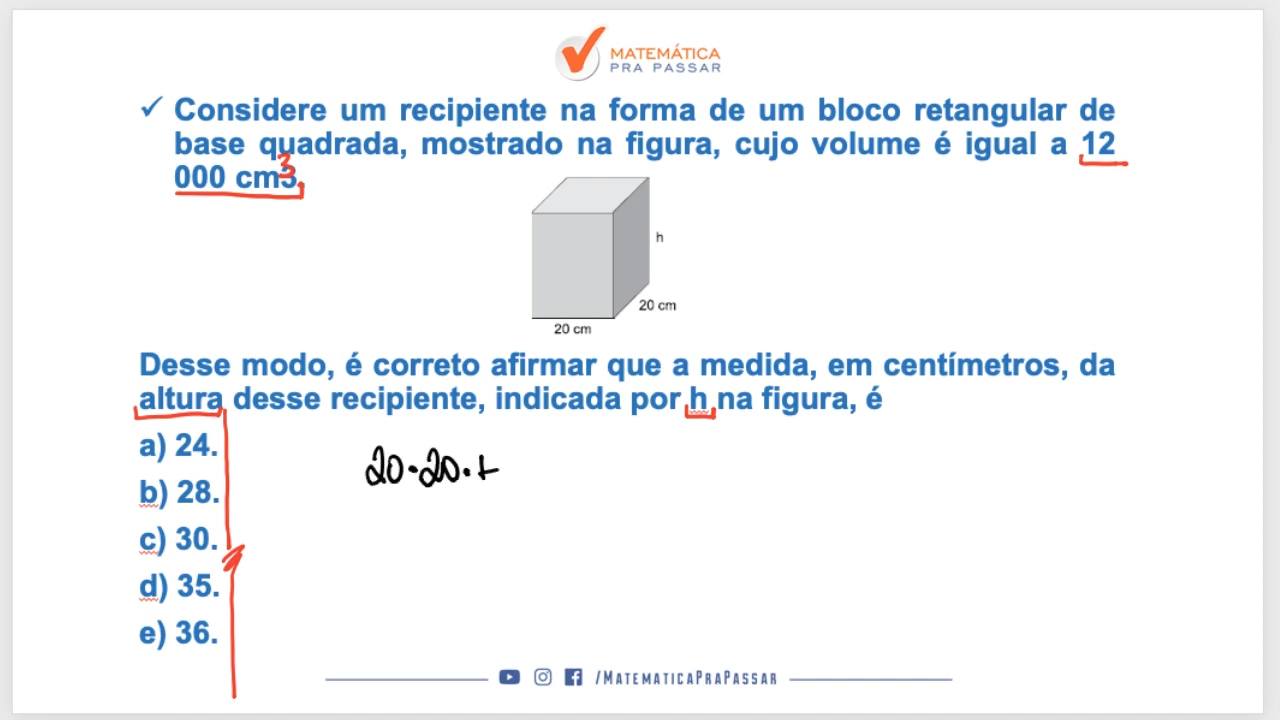 MATEMÁTICA
PRA PASSAR
✓ Considere um recipiente na forma de um bloco retangular de
base quadrada, mostrado na figura, cujo volume é igual a 12
000 cm3.
3
h
20 cm
20 cm
Desse modo, é correto afirmar que a medida, em centímetros, da
altura desse recipiente, indicada por h na figura, é
a) 24.
20·20·
b) 28.
c) 30.
d) 35.
e) 36.
/MATEMATICAPRAPASSAR